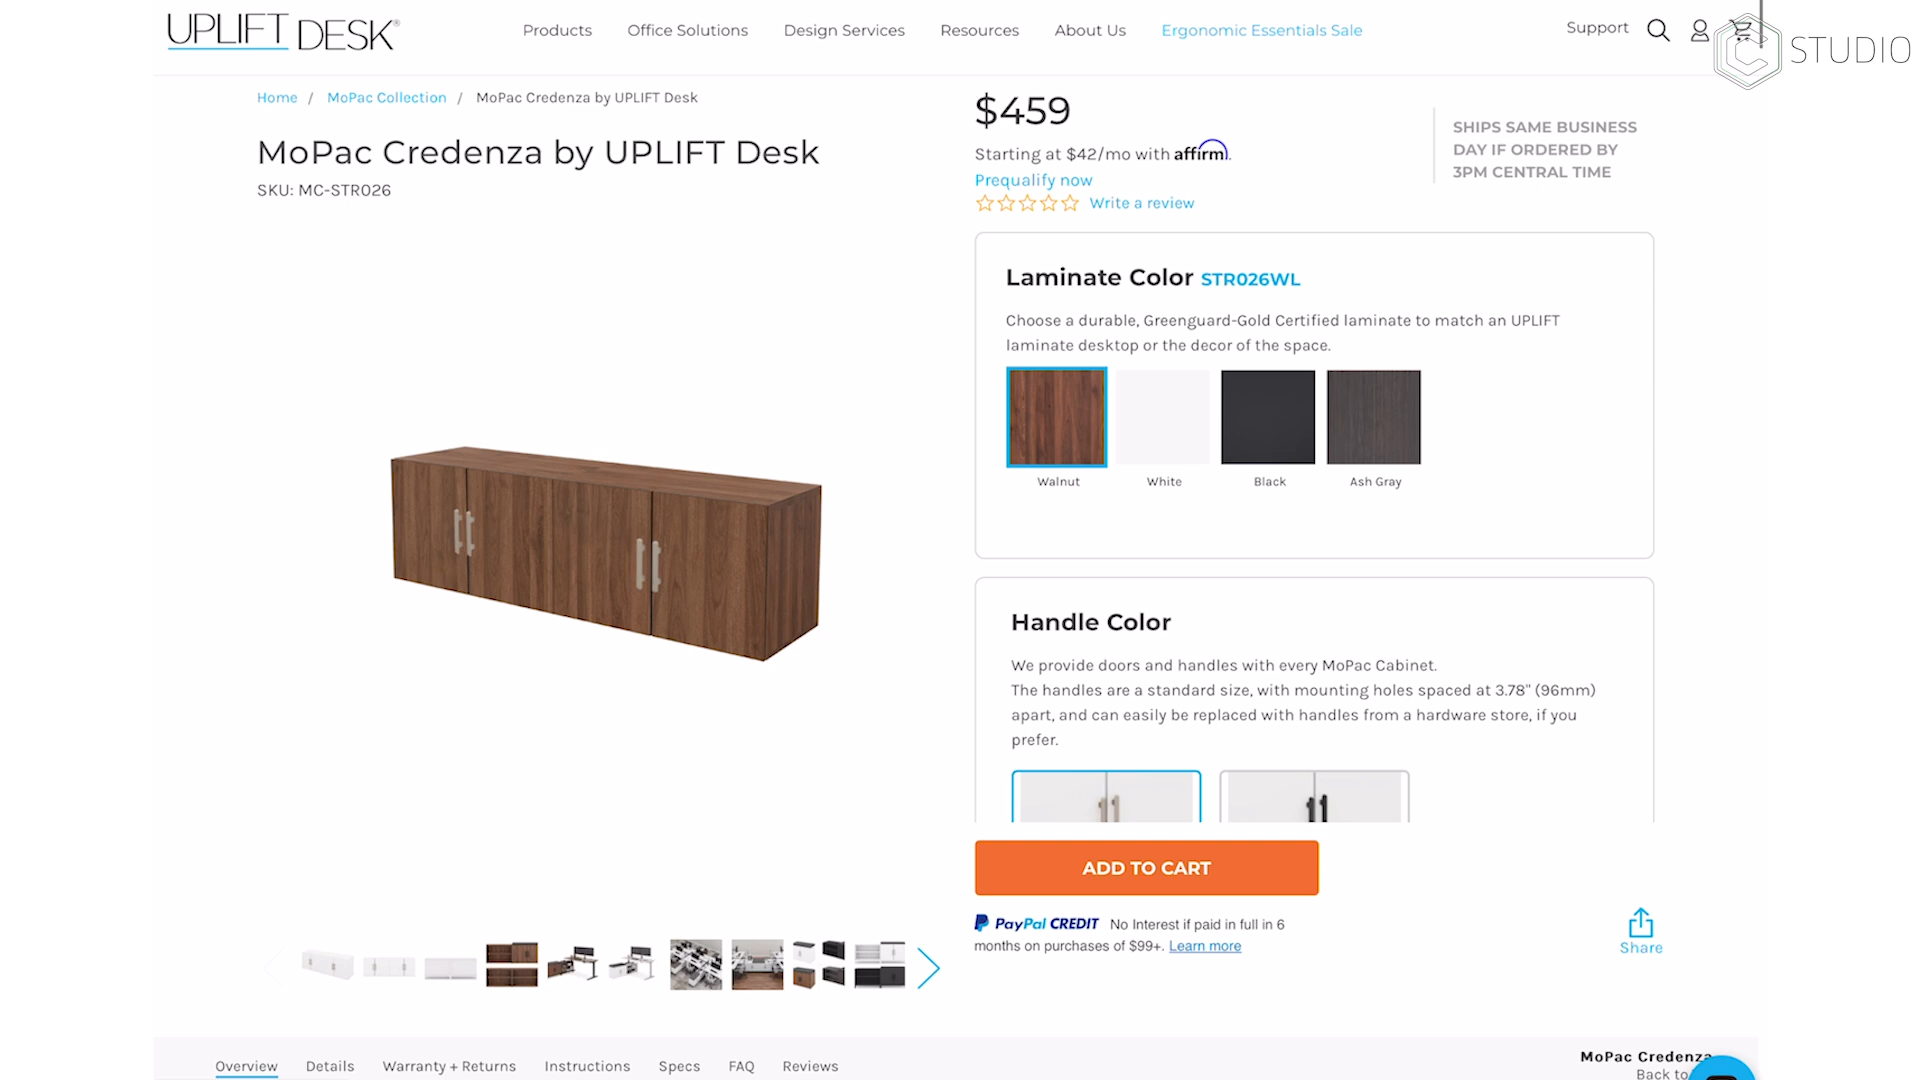 UPLIFT DESK®
Products
Office Solutions
Design Services
Resources
About Us
Ergonomic Essentials Sale
Support
STUDIO
Home / MoPac Collection / MoPac Credenza by UPLIFT Desk
MoPac Credenza by UPLIFT Desk
SKU: MC-STR026
$459
Starting at $42/mo with affirm.
Prequalify now
Write a review
SHIPS SAME BUSINESS
DAY IF ORDERED BY
3PM CENTRAL TIME
Laminate Color STR026WL
Choose a durable, Greenguard-Gold Certified laminate to match an UPLIFT
laminate desktop or the decor of the space.
Walnut
White
Black
Ash Gray
Handle Color
We provide doors and handles with every MoPac Cabinet.
The handles are a standard size, with mounting holes spaced at 3.78" (96mm)
apart, and can easily be replaced with handles from a hardware store, if you
prefer.
ADD TO CART
PayPal CREDIT No Interest if paid in full in 6
months on purchases of $99+. Learn more
Share
Overview
Details
Warranty + Returns
Instructions
Specs
FAQ
Reviews
MoPac Credenza
Back to